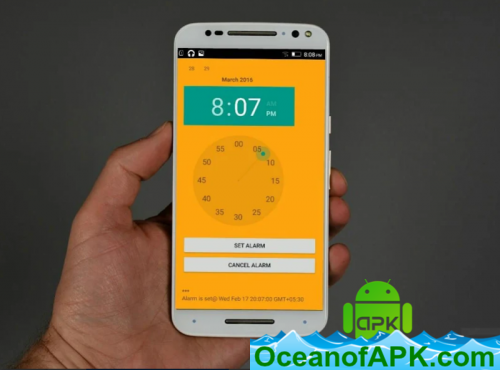 8:08 PM
28 29
March 2016
8:07 AM
PM
00
55 05
50 10
45 15
40 20
35 25
30
SET ALARM
CANCEL ALARM
***
Alarm is set@ Wed Feb 17 20:07:00 GMT+05:30
APK
OceanofAPK.com